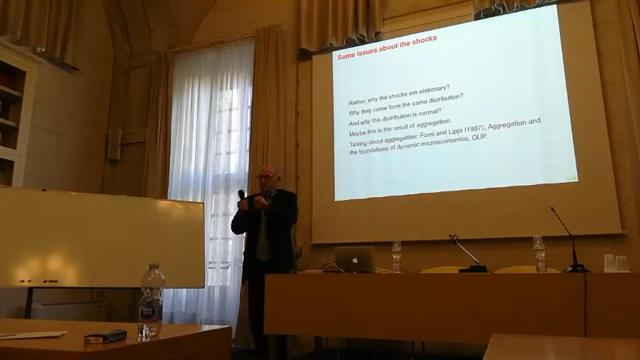 Some issues about the shocks
Rather, why the shocks are stationary?
Why they come form the same distribution?
And why this distribution is normal?
Maybe this is the result of aggregation.
Talking about aggregation: Forni and Lippi (1997), Aggregation and
the foundations of dynamic microeconomics, OUP.